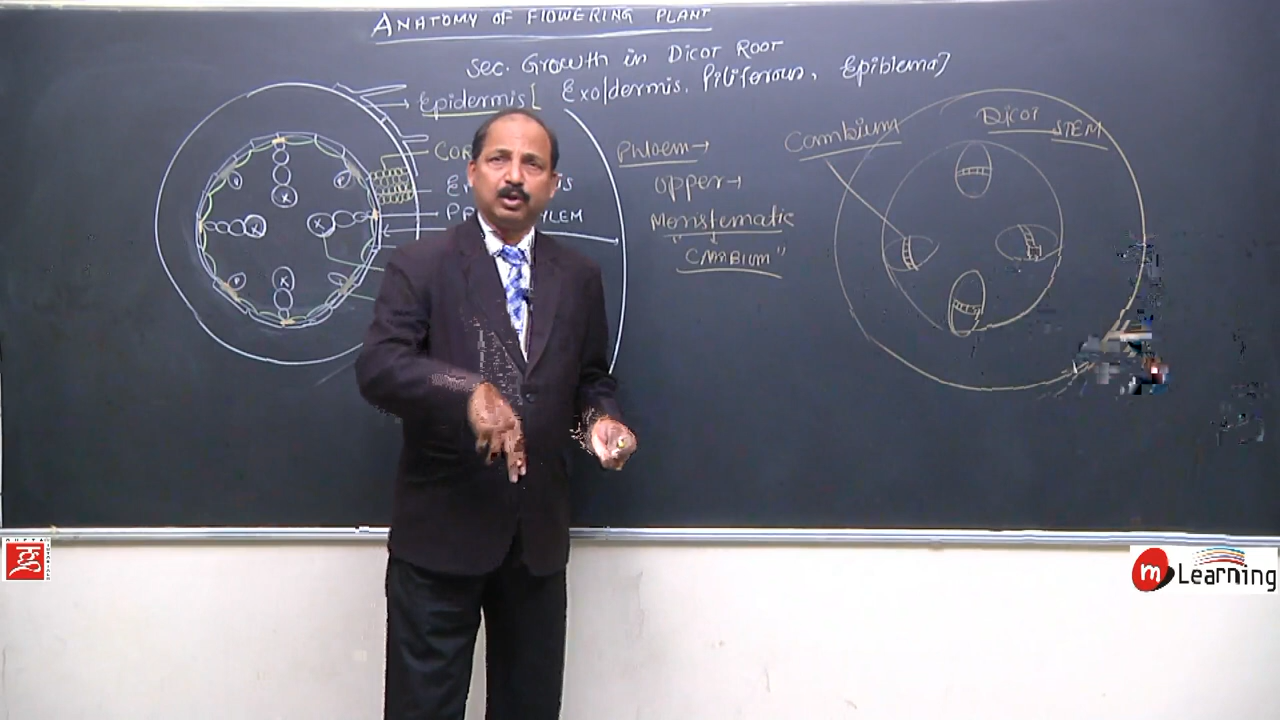 ANATOMY OF FLOWERING PLANT
Sec. Growth in Dicot Root
Epidermis [ Exo/dermis, Piliferous, Epiblema]
Phloem →
Upper →
Meristematic
"CAMBIUM"
Cambium
Dicot STEM
x
x
x
x
P
P
P
m Learning